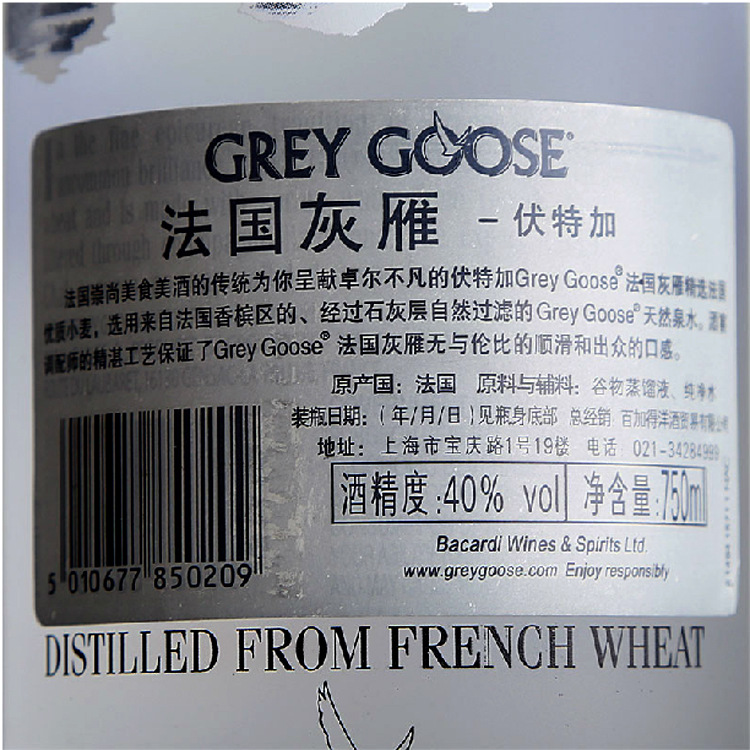 GREY GOOSE
法国灰雁 - 伏特加
法国崇尚美食美酒的传统为你呈献卓尔不凡的伏特加Grey Goose® 法国灰雁精选法国
优质小麦，选用来自法国香槟区的、经过石灰层自然过滤的Grey Goose®天然泉水。酒窖
调配师的精湛工艺保证了Grey Goose® 法国灰雁无与伦比的顺滑和出众的口感。
原产国：法国 原料与辅料：谷物蒸馏液、纯净水
装瓶日期：（年/月/日）见瓶身底部 总经销 百加得洋酒贸易有限公司
地址：上海市宝庆路1号19楼 电话 021-34284999
酒精度:40% vol 净含量:750ml
Bacardi Wines & Spirits Ltd.
www.greygoose.com Enjoy responsibly
5 010677 850209
DISTILLED FROM FRENCH WHEAT